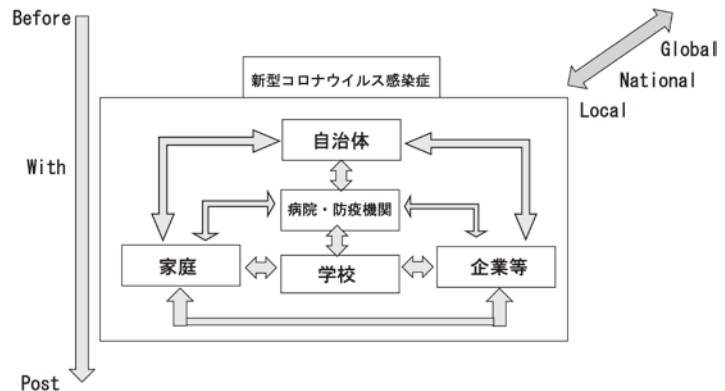 Before
Global
National
新型コロナウイルス感染症
Local
自治体
With
病院・防疫機関
家庭
学校
企業等
Post